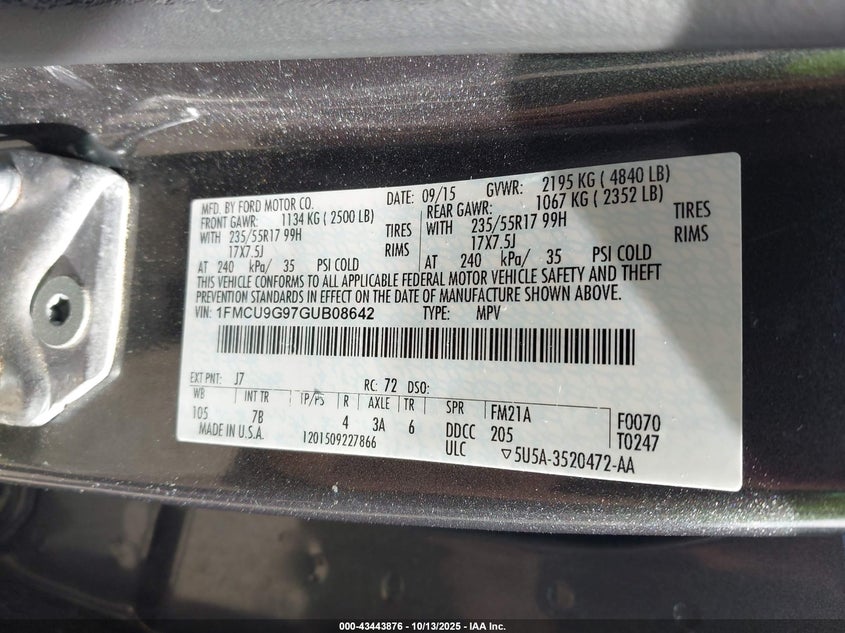 MFD. BY FORD MOTOR CO. DATE: 09/15 GVWR: 2195 KG ( 4840 LB)
FRONT GAWR: 1134 KG ( 2500 LB) REAR GAWR: 1067 KG ( 2352 LB)
WITH 235/55R17 99H TIRES WITH 235/55R17 99H TIRES
17X7.5J RIMS 17X7.5J RIMS
AT 240 kPa/ 35 PSI COLD AT 240 kPa/ 35 PSI COLD
THIS VEHICLE CONFORMS TO ALL APPLICABLE FEDERAL MOTOR VEHICLE SAFETY AND THEFT
PREVENTION STANDARDS IN EFFECT ON THE DATE OF MANUFACTURE SHOWN ABOVE.
VIN: 1FMCU9G97GUB08642 TYPE: MPV
EXT PNT: J7 RC: 72 DSO:
WB INT TR TP/PS R AXLE TR SPR FM21A F0070
105 7B 4 3A 6 DDCC 205 T0247
MADE IN U.S.A. 1201509227866 ULC ▽5U5A-3520472-AA
000-43443876 | 10/13/2025 | IAA Inc.